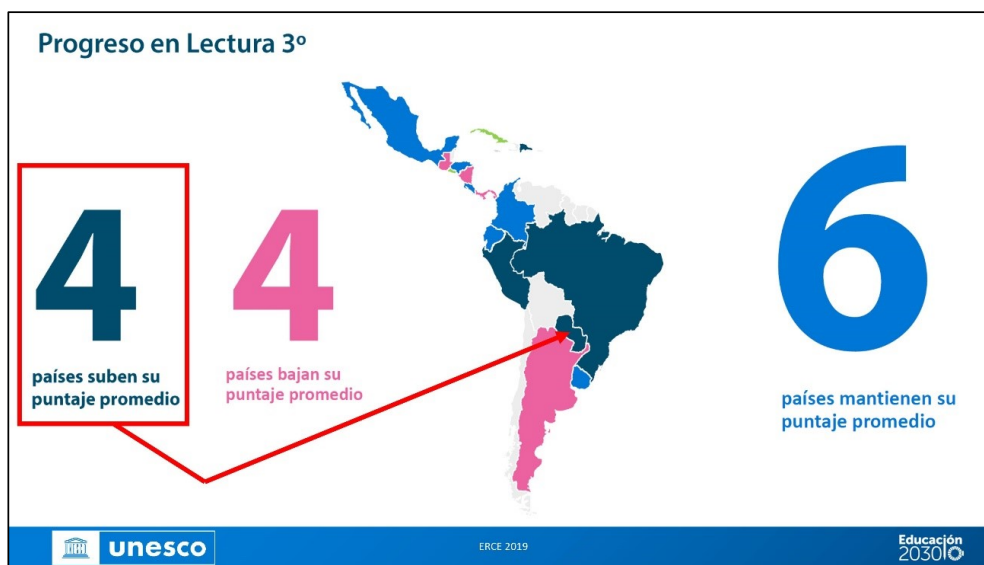 Progreso en Lectura 3º
4
países suben su
puntaje promedio
4
países bajan su
puntaje promedio
6
países mantienen su
puntaje promedio
unesco
ERCE 2019
Educación
2030